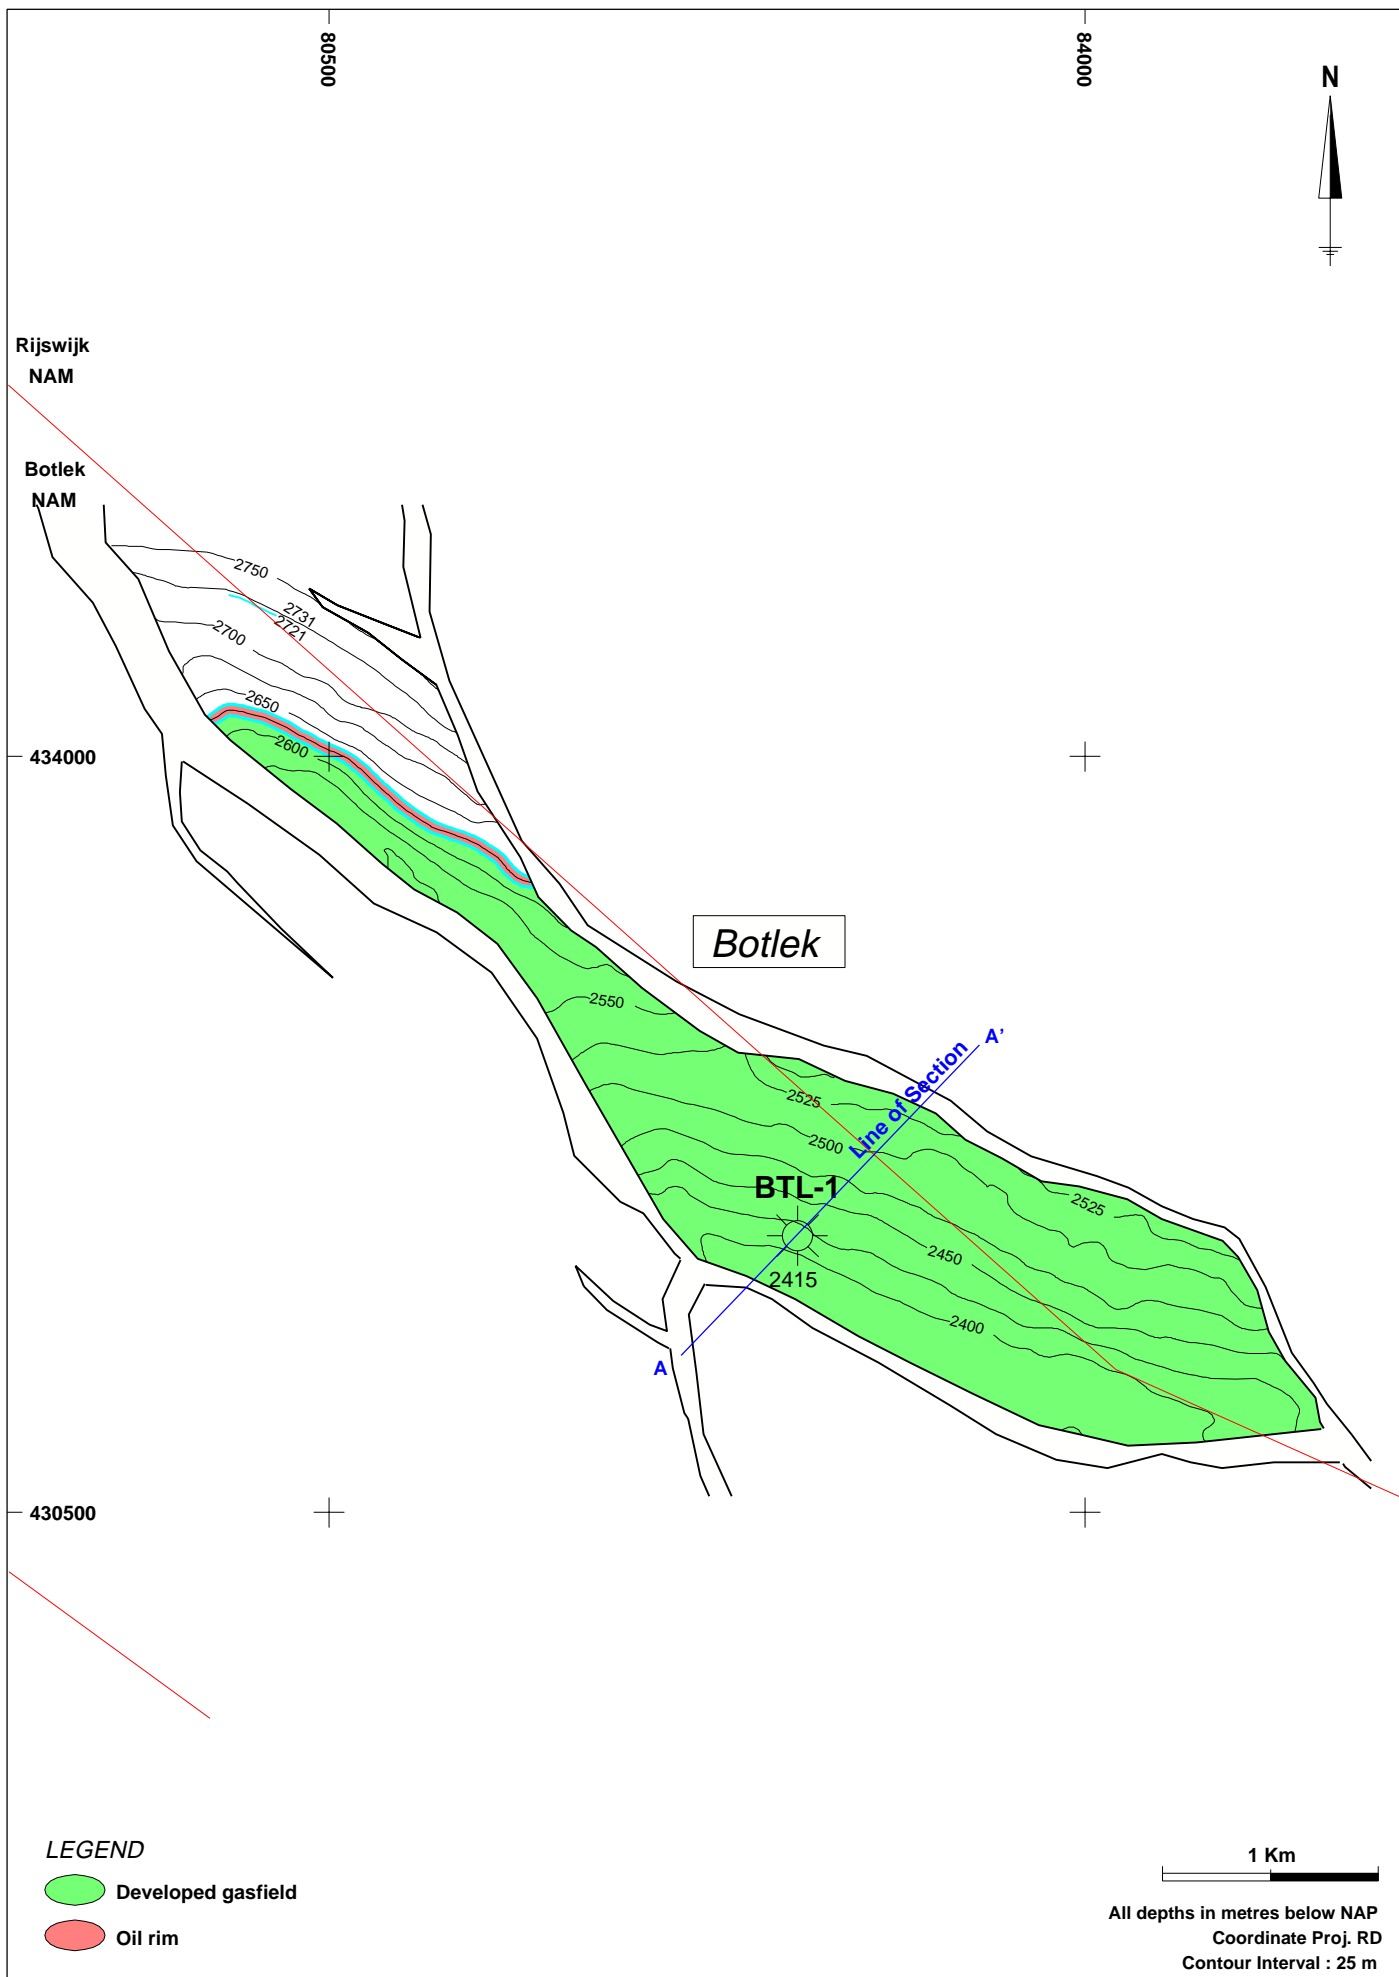 80500
84000
N
Rijswijk
NAM
Botlek
NAM
2750
2731
2721
2700
2650
2600
434000
Botlek
2550
A'
Line of Section
2525
2500
BTL-1
2525
2450
2415
2400
A
430500
LEGEND
Developed gasfield
Oil rim
1 Km
All depths in metres below NAP
Coordinate Proj. RD
Contour Interval : 25 m